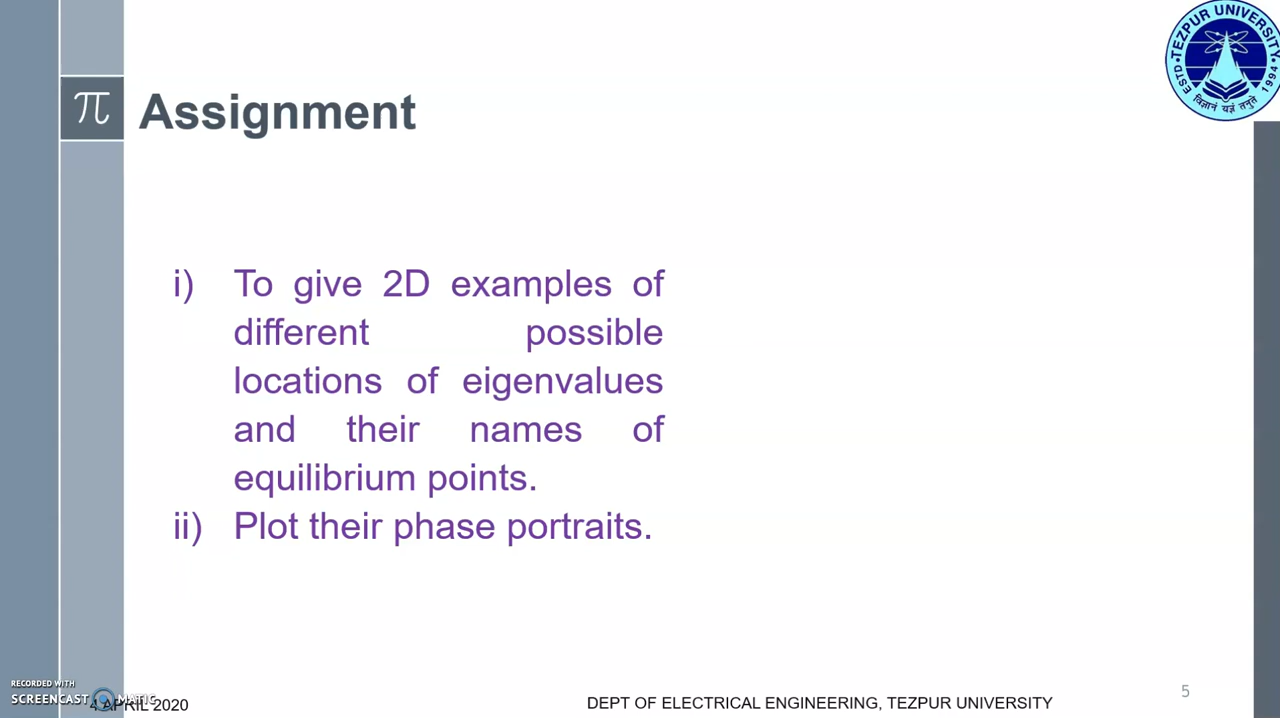 TEZPUR UNIVERSITY
ESTD
1994
विज्ञानं यज्ञं तनुते
π Assignment
i) To give 2D examples of
different possible
locations of eigenvalues
and their names of
equilibrium points.
ii) Plot their phase portraits.
RECORDED WITH
SCREENCAST MATIC
4 APRIL 2020
DEPT OF ELECTRICAL ENGINEERING, TEZPUR UNIVERSITY
5